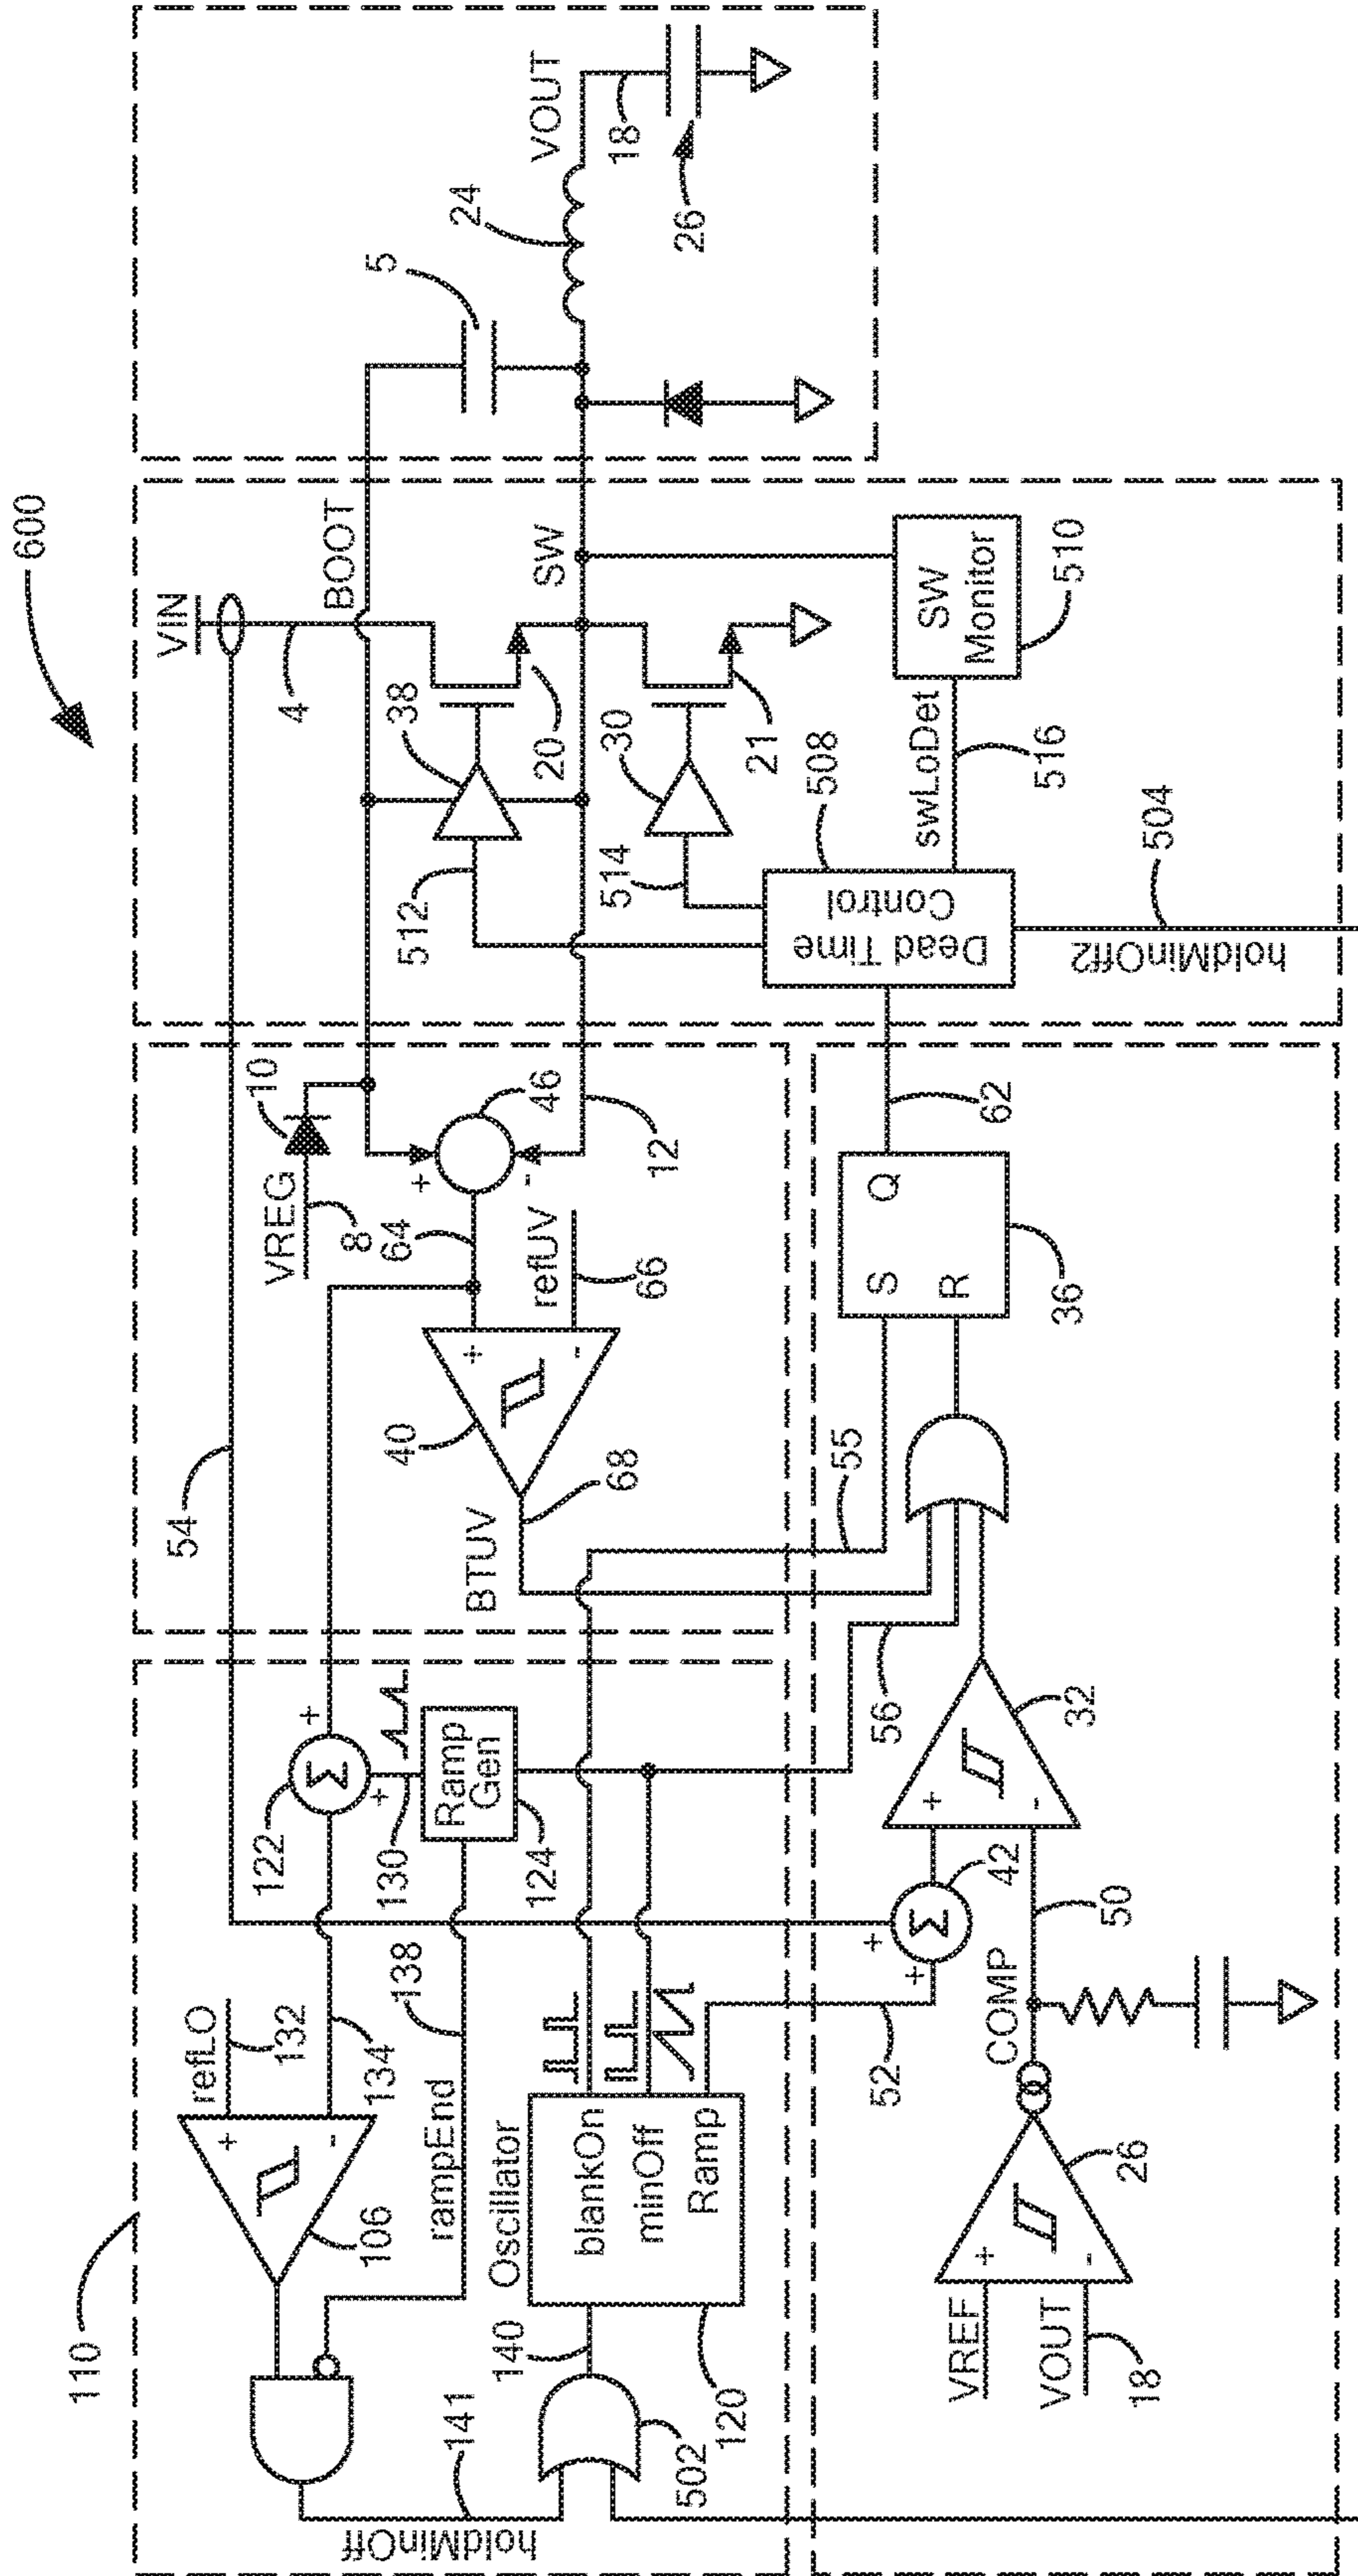 600
110
VIN
4
BOOT
54
VREG
8
10
64
+
-
46
12
38
20
SW
512
30
21
514
508
Dead Time
Control
swLoDet
516
SW
Monitor
510
holdMinOff2
504
5
24
VOUT
18
26
refLO
132
+
-
134
106
122
Σ
+
+
130
Ramp
Gen
124
138
rampEnd
Oscillator
blankOn
minOff
Ramp
140
120
502
141
holdMinOff
40
+
-
refUV
66
BTUV
68
55
56
S
Q
R
62
36
32
+
-
Σ
42
+
+
52
50
COMP
26
+
-
VREF
VOUT
18